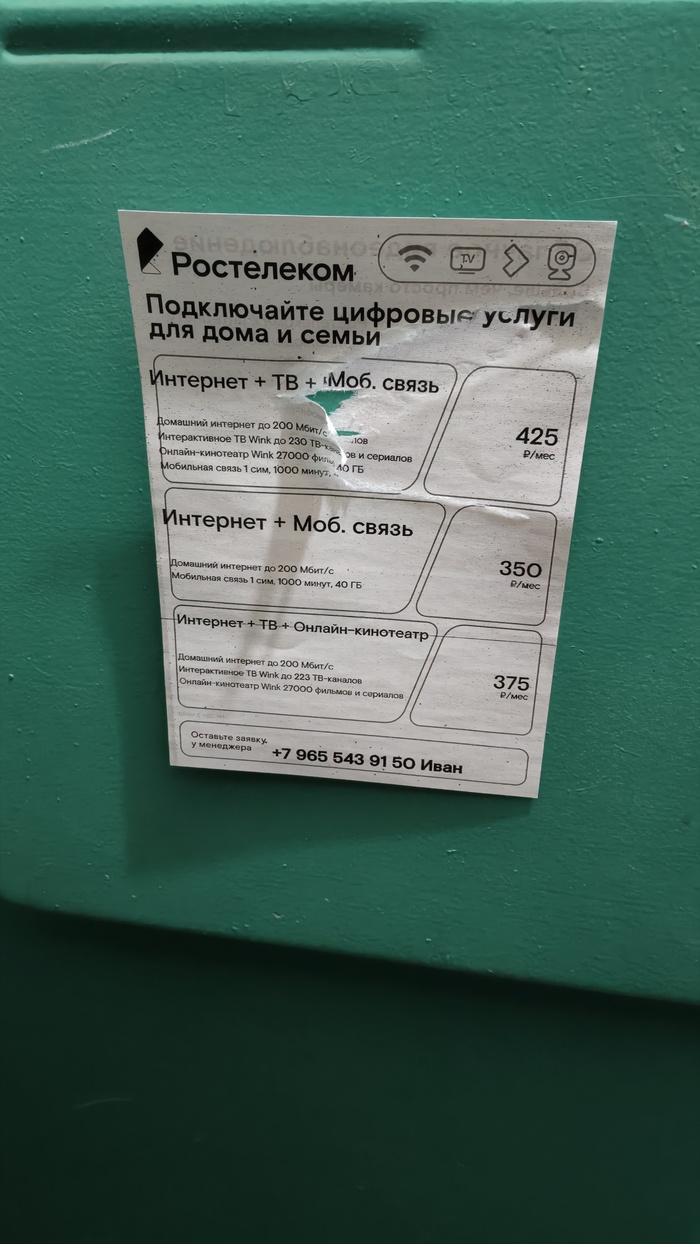 Ростелеком
TV
Подключайте цифровые услуги
для дома и семьи
Интернет + ТВ + Моб. связь
Домашний интернет до 200 Мбит/с
Интерактивное ТВ Wink до 230 ТВ-
Онлайн-кинотеатр Wink 27000 и сериалов
Мобильная связь 1 сим, 1000 минут, 40 ГБ
425
₽/мес
Интернет + Моб. связь
Домашний интернет до 200 Мбит/с
Мобильная связь 1 сим, 1000 минут, 40 ГБ
350
₽/мес
Интернет + ТВ + Онлайн-кинотеатр
Домашний интернет до 200 Мбит/с
Интерактивное ТВ Wink до 223 ТВ-каналов
Онлайн-кинотеатр Wink 27000 фильмов и сериалов
375
₽/мес
Оставьте заявку,
у менеджера
+7 965 543 91 50 Иван